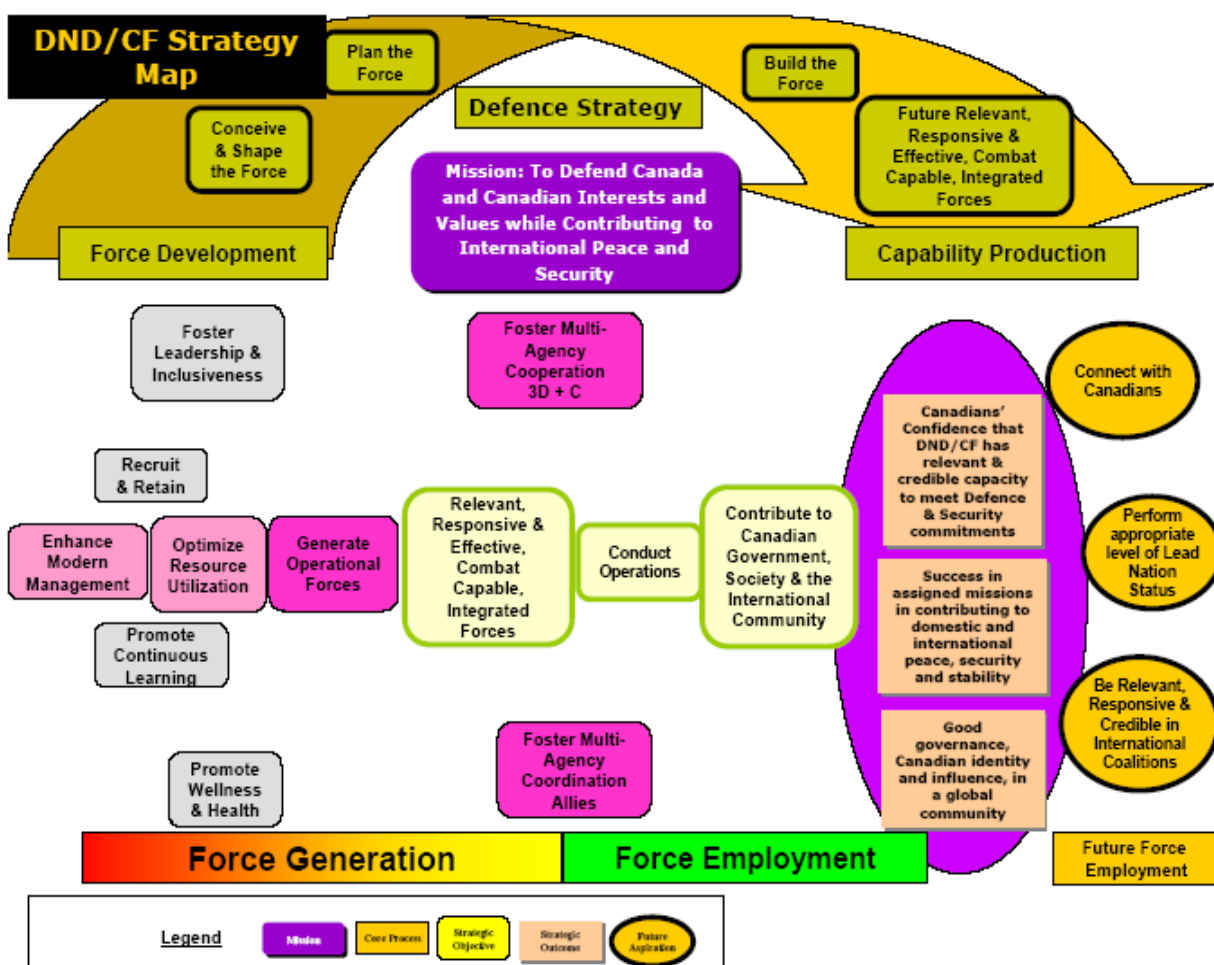 DND/CF Strategy
Map
Plan the
Force
Build the
Force
Conceive
& Shape
the Force
Defence Strategy
Future Relevant,
Responsive &
Effective, Combat
Capable, Integrated
Forces
Mission: To Defend Canada
and Canadian Interests and
Values while Contributing to
International Peace and
Security
Force Development
Capability Production
Foster
Leadership &
Inclusiveness
Foster Multi-
Agency
Cooperation
3D + C
Connect with
Canadians
Canadians'
Confidence that
DND/CF has
relevant &
credible capacity
to meet Defence
& Security
commitments
Recruit
& Retain
Enhance
Modern
Management
Optimize
Resource
Utilization
Generate
Operational
Forces
Relevant,
Responsive &
Effective,
Combat
Capable,
Integrated
Forces
Conduct
Operations
Contribute to
Canadian
Government,
Society & the
International
Community
Perform
appropriate
level of Lead
Nation
Status
Success in
assigned missions
in contributing to
domestic and
international
peace, security
and stability
Promote
Continuous
Learning
Be Relevant,
Responsive &
Credible in
International
Coalitions
Good
governance,
Canadian identity
and influence, in
a global
community
Promote
Wellness
& Health
Foster Multi-
Agency
Coordination
Allies
Force Generation
Force Employment
Future Force
Employment
Legend
Mission
Core Process
Strategic
Objective
Strategic
Outcome
Future
Aspiration